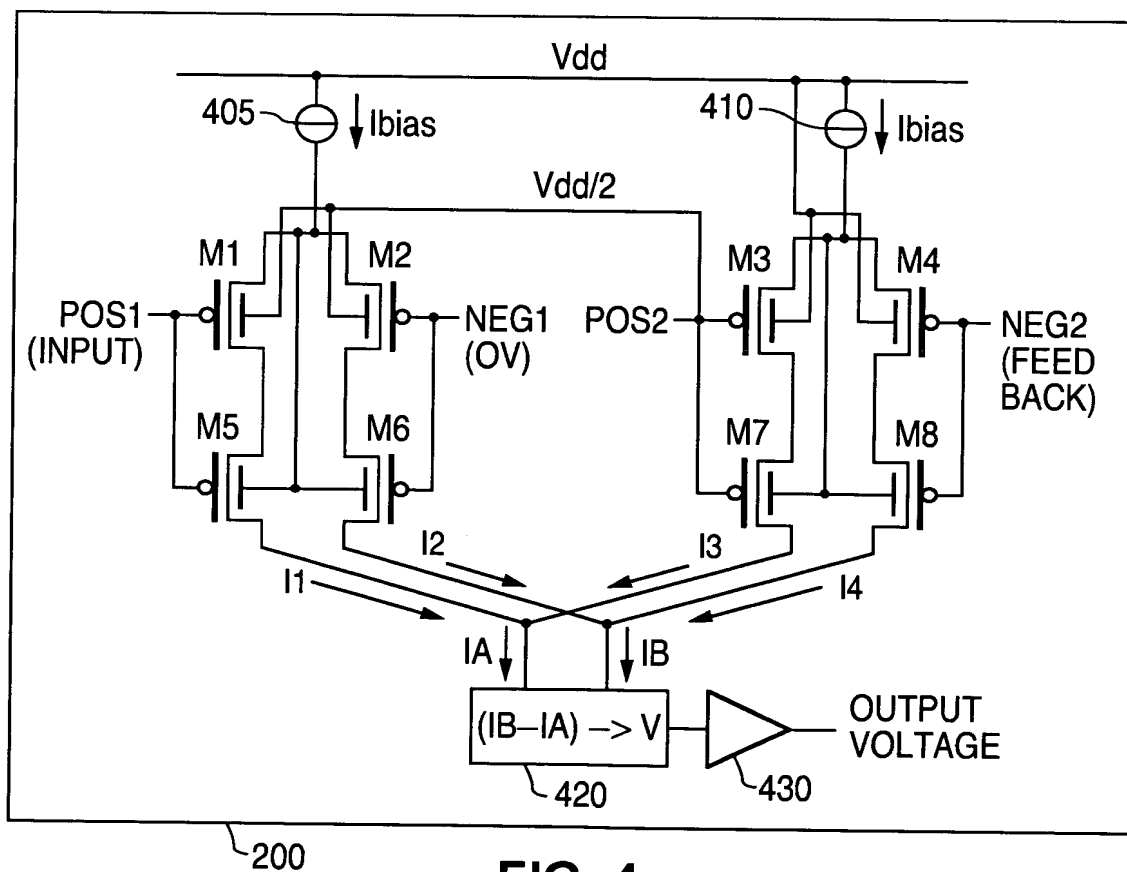 Vdd
405
Ibias
410
Ibias
Vdd/2
M1
M2
M3
M4
POS1
(INPUT)
NEG1
(OV)
POS2
NEG2
(FEED
BACK)
M5
M6
M7
M8
I1
I2
I3
I4
IA
IB
(IB–IA) –> V
OUTPUT
VOLTAGE
420
430
200
FIG. 4